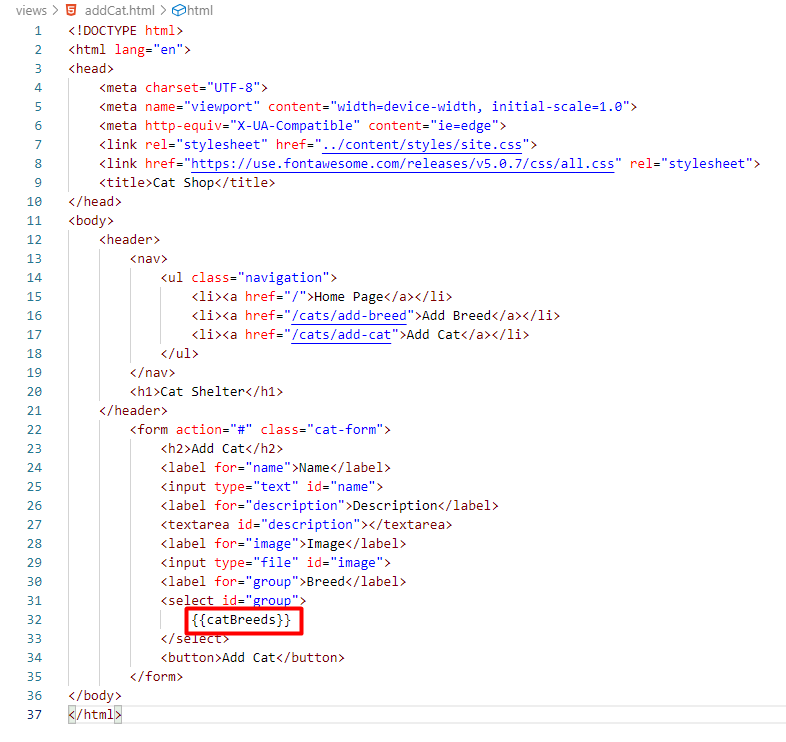 views > addCat.html > html
1 <!DOCTYPE html>
2 <html lang="en">
3 <head>
4     <meta charset="UTF-8">
5     <meta name="viewport" content="width=device-width, initial-scale=1.0">
6     <meta http-equiv="X-UA-Compatible" content="ie=edge">
7     <link rel="stylesheet" href="../content/styles/site.css">
8     <link href="https://use.fontawesome.com/releases/v5.0.7/css/all.css" rel="stylesheet">
9     <title>Cat Shop</title>
10 </head>
11 <body>
12     <header>
13         <nav>
14             <ul class="navigation">
15                 <li><a href="/">Home Page</a></li>
16                 <li><a href="/cats/add-breed">Add Breed</a></li>
17                 <li><a href="/cats/add-cat">Add Cat</a></li>
18             </ul>
19         </nav>
20         <h1>Cat Shelter</h1>
21     </header>
22         <form action="#" class="cat-form">
23             <h2>Add Cat</h2>
24             <label for="name">Name</label>
25             <input type="text" id="name">
26             <label for="description">Description</label>
27             <textarea id="description"></textarea>
28             <label for="image">Image</label>
29             <input type="file" id="image">
30             <label for="group">Breed</label>
31             <select id="group">
32                 {{catBreeds}}
33             </select>
34             <button>Add Cat</button>
35         </form>
36 </body>
37 </html>